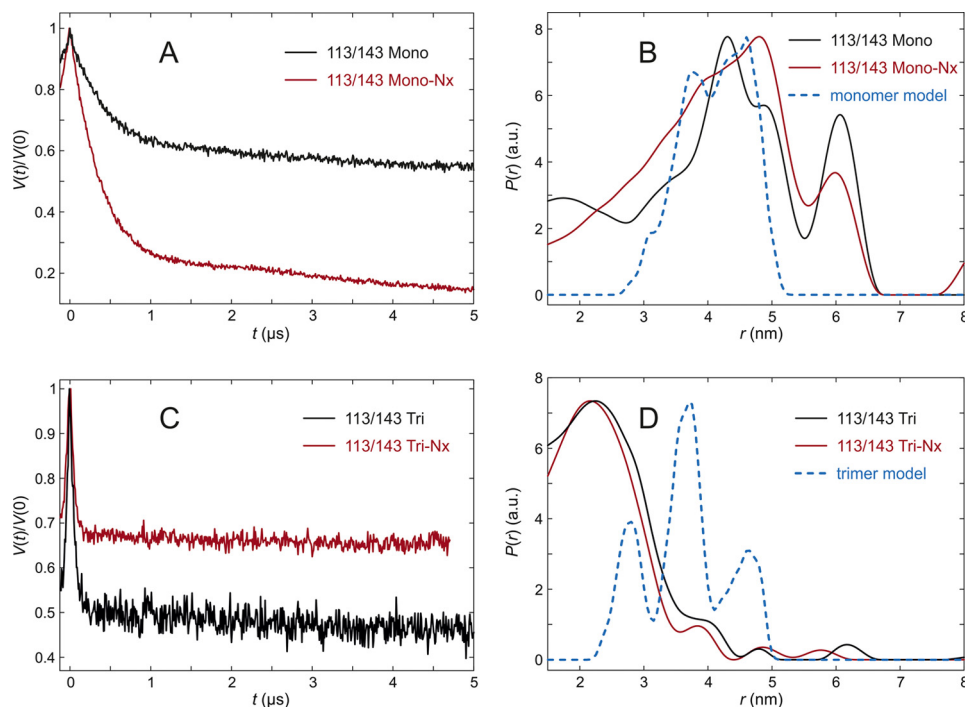 A
113/143 Mono
113/143 Mono-Nx
V(t)/V(0)
1
0.8
0.6
0.4
0.2
0 1 2 3 4 5
t (μs)
B
113/143 Mono
113/143 Mono-Nx
monomer model
P(r) (a.u.)
8
6
4
2
0
2 3 4 5 6 7 8
r (nm)
C
113/143 Tri
113/143 Tri-Nx
V(t)/V(0)
1
0.9
0.8
0.7
0.6
0.5
0.4
0 1 2 3 4 5
t (μs)
D
113/143 Tri
113/143 Tri-Nx
trimer model
P(r) (a.u.)
8
6
4
2
0
2 3 4 5 6 7 8
r (nm)